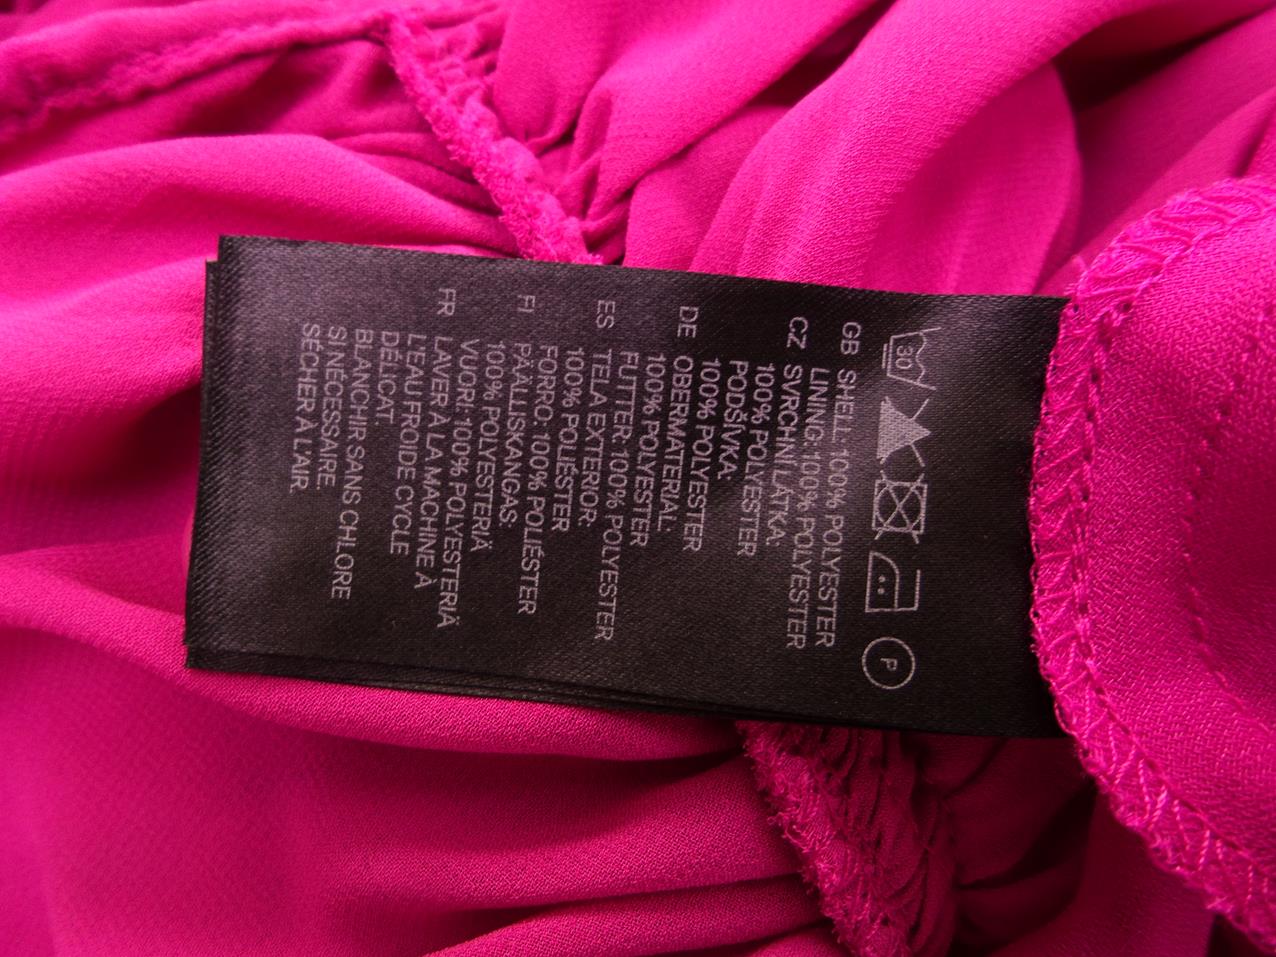 30
P
GB SHELL: 100% POLYESTER
LINING: 100% POLYESTER
CZ SVRCHNÍ LÁTKA:
100% POLYESTER
PODŠÍVKA:
100% POLYESTER
DE OBERMATERIAL:
100% POLYESTER
FUTTER: 100% POLYESTER
ES TELA EXTERIOR:
100% POLIÉSTER
FORRO: 100% POLIÉSTER
FI PÄÄLLISKANGAS:
100% POLYESTERIÄ
VUORI: 100% POLYESTERIÄ
FR LAVER À LA MACHINE À
L'EAU FROIDE CYCLE
DÉLICAT.
BLANCHIR SANS CHLORE
SI NÉCESSAIRE.
SÉCHER À L'AIR.